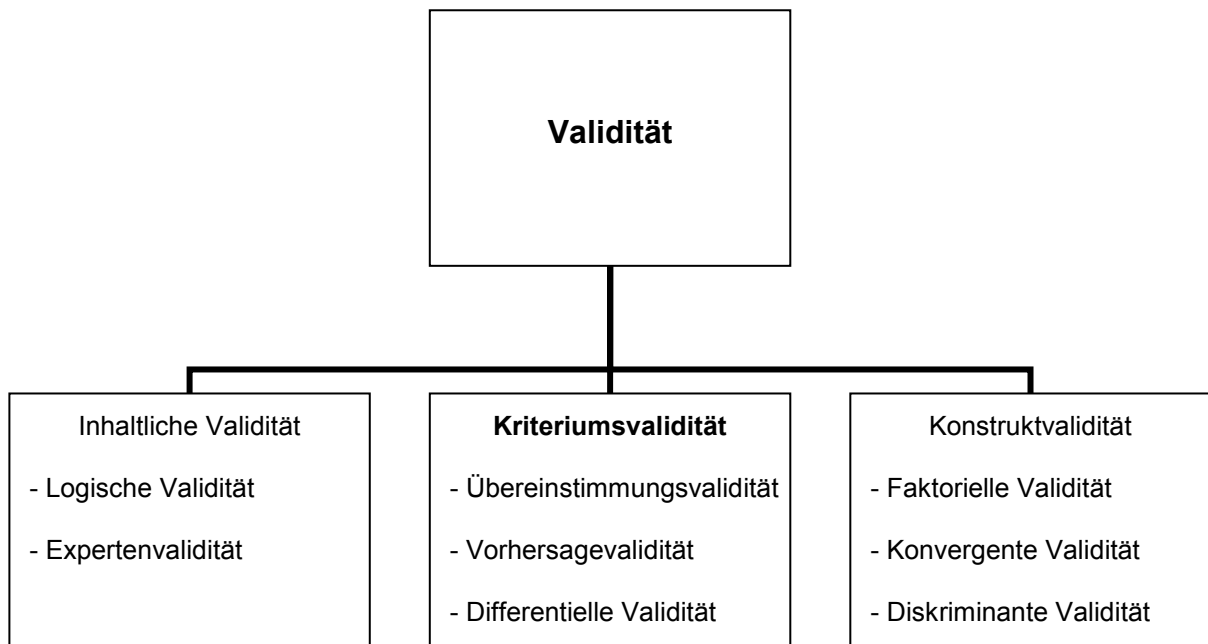 Validität
Inhaltliche Validität
- Logische Validität
- Expertenvalidität
Kriteriumsvalidität
- Übereinstimmungsvalidität
- Vorhersagevalidität
- Differentielle Validität
Konstruktvalidität
- Faktorielle Validität
- Konvergente Validität
- Diskriminante Validität